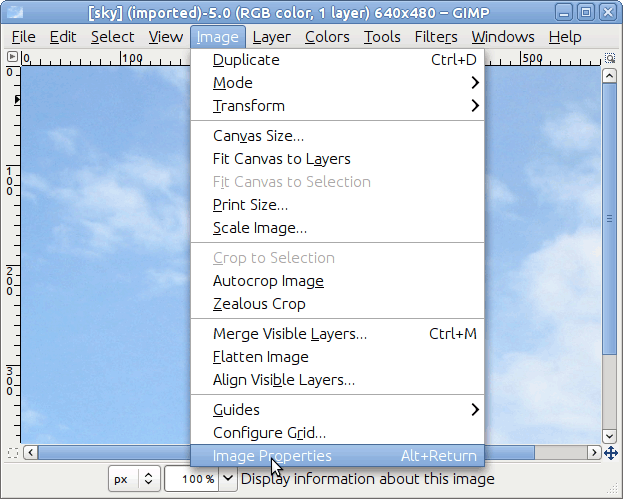 [sky] (imported)-5.0 (RGB color, 1 layer) 640x480 – GIMP
File Edit Select View Image Layer Colors Tools Filters Windows Help
0 100 500
0
100
200
300
Duplicate Ctrl+D
Mode
Transform
Canvas Size...
Fit Canvas to Layers
Fit Canvas to Selection
Print Size...
Scale Image...
Crop to Selection
Autocrop Image
Zealous Crop
Merge Visible Layers... Ctrl+M
Flatten Image
Align Visible Layers...
Guides
Configure Grid...
Image Properties Alt+Return
px 100 % Display information about this image